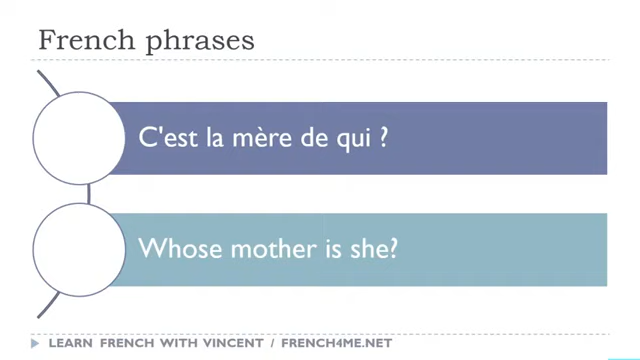 French phrases
C'est la mère de qui ?
Whose mother is she?
LEARN FRENCH WITH VINCENT / FRENCH4ME.NET